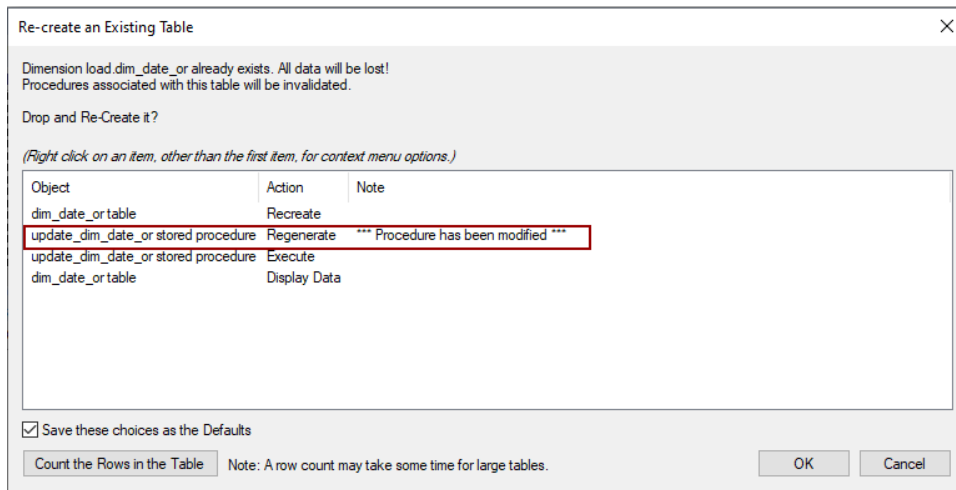 Re-create an Existing Table
Dimension load.dim_date_or already exists. All data will be lost!
Procedures associated with this table will be invalidated.
Drop and Re-Create it?
(Right click on an item, other than the first item, for context menu options.)
Object Action Note
dim_date_or table Recreate
update_dim_date_or stored procedure Regenerate *** Procedure has been modified ***
update_dim_date_or stored procedure Execute
dim_date_or table Display Data
Save these choices as the Defaults
Count the Rows in the Table Note: A row count may take some time for large tables. OK Cancel